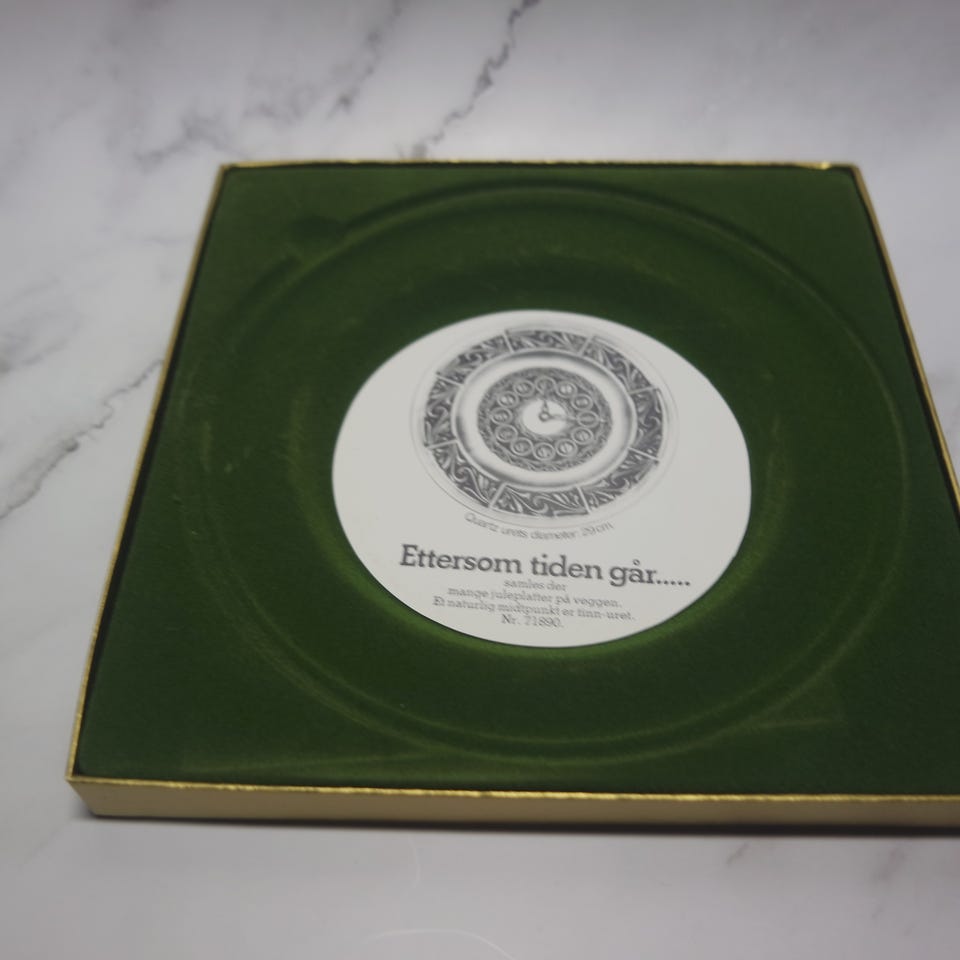 Quartz urets diameter: 29 cm.
Ettersom tiden går.....
samles der
mange juleplatter på veggen.
Et naturlig midtpunkt er tinn-uret.
Nr. 71890.